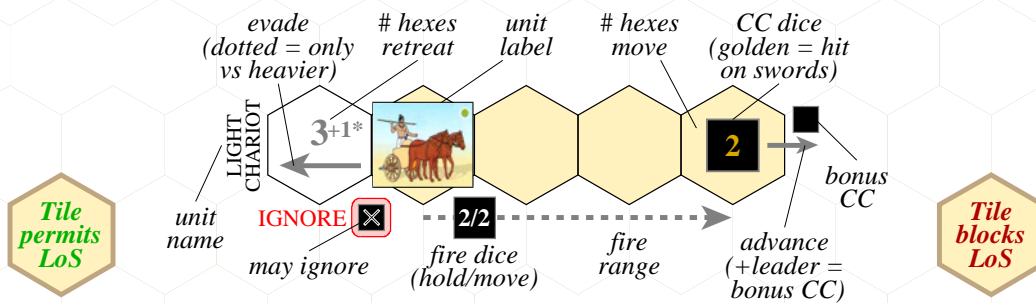 evade
(dotted = only
vs heavier)
# hexes
retreat
unit
label
# hexes
move
CC dice
(golden = hit
on swords)
LIGHT
CHARIOT
3+1*
2
bonus
CC
Tile
permits
LoS
unit
name
IGNORE
may ignore
2/2
fire dice
(hold/move)
fire
range
advance
(+leader =
bonus CC)
Tile
blocks
LoS